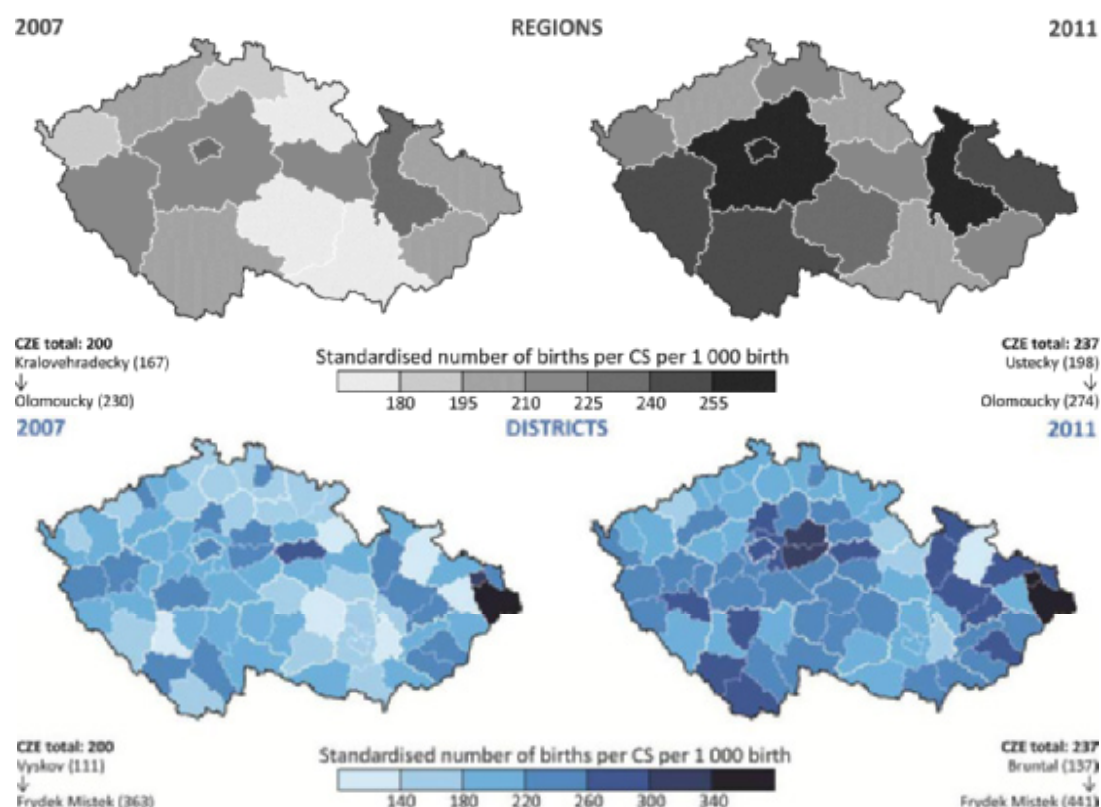 2007 REGIONS 2011
CZE total: 200
Kralovehradecky (167)
↓
Olomoucky (230)
Standardised number of births per CS per 1 000 birth
180 195 210 225 240 255
CZE total: 237
Ustecky (198)
↓
Olomoucky (274)
2007 DISTRICTS 2011
CZE total: 200
Vyskov (111)
↓
Frydek Mistek (363)
Standardised number of births per CS per 1 000 birth
140 180 220 260 300 340
CZE total: 237
Bruntal (137)
↓
Frydek Mistek (441)